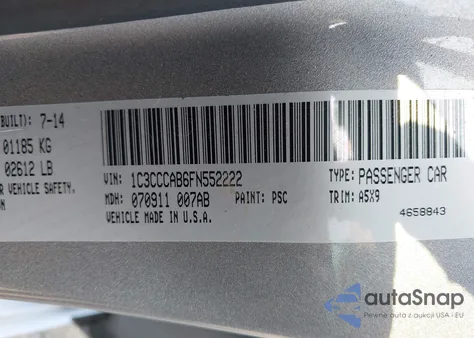 BUILT): 7-14
01185 KG
02612 LB
R VEHICLE SAFETY.
ON
VIN: 1C3CCCAB6FN552222
TYPE: PASSENGER CAR
MDH: 070911 007AB
PAINT: PSC
TRIM: A5X9
VEHICLE MADE IN U.S.A.
4658843
autoSnap
Pewne auta z aukcji USA - EU